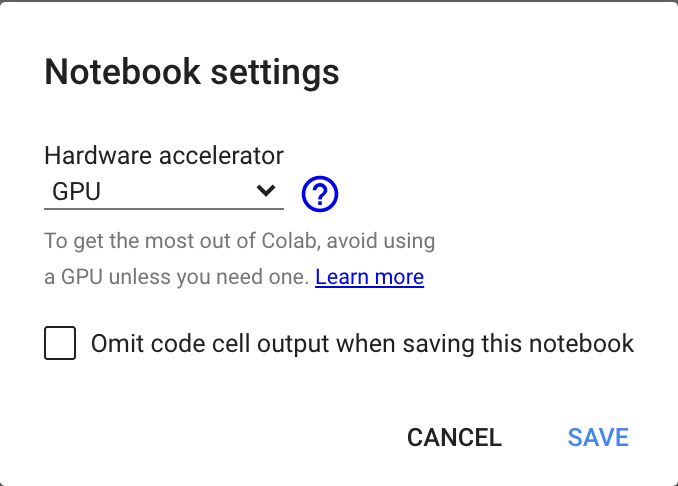 Notebook settings
Hardware accelerator
GPU
?
To get the most out of Colab, avoid using
a GPU unless you need one. Learn more
Omit code cell output when saving this notebook
CANCEL SAVE